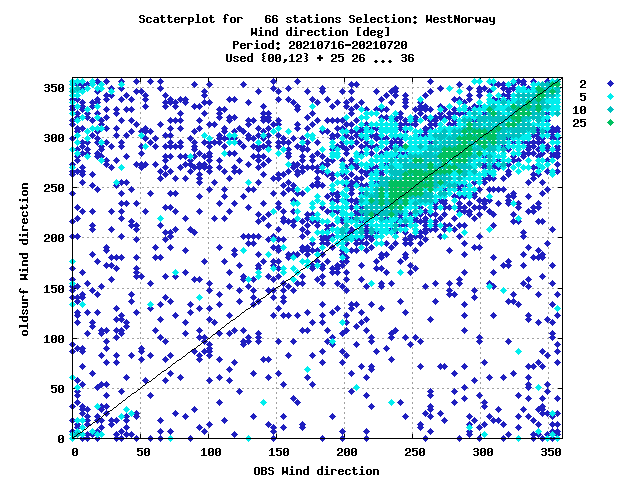 Scatterplot for   66 stations Selection: WestNorway
Wind direction [deg]
Period: 20210716-20210720
Used {00,12} + 25 26 ... 36
2
5
10
25
350
300
250
200
150
100
50
0
oldsurf Wind direction
0 50 100 150 200 250 300 350
OBS Wind direction